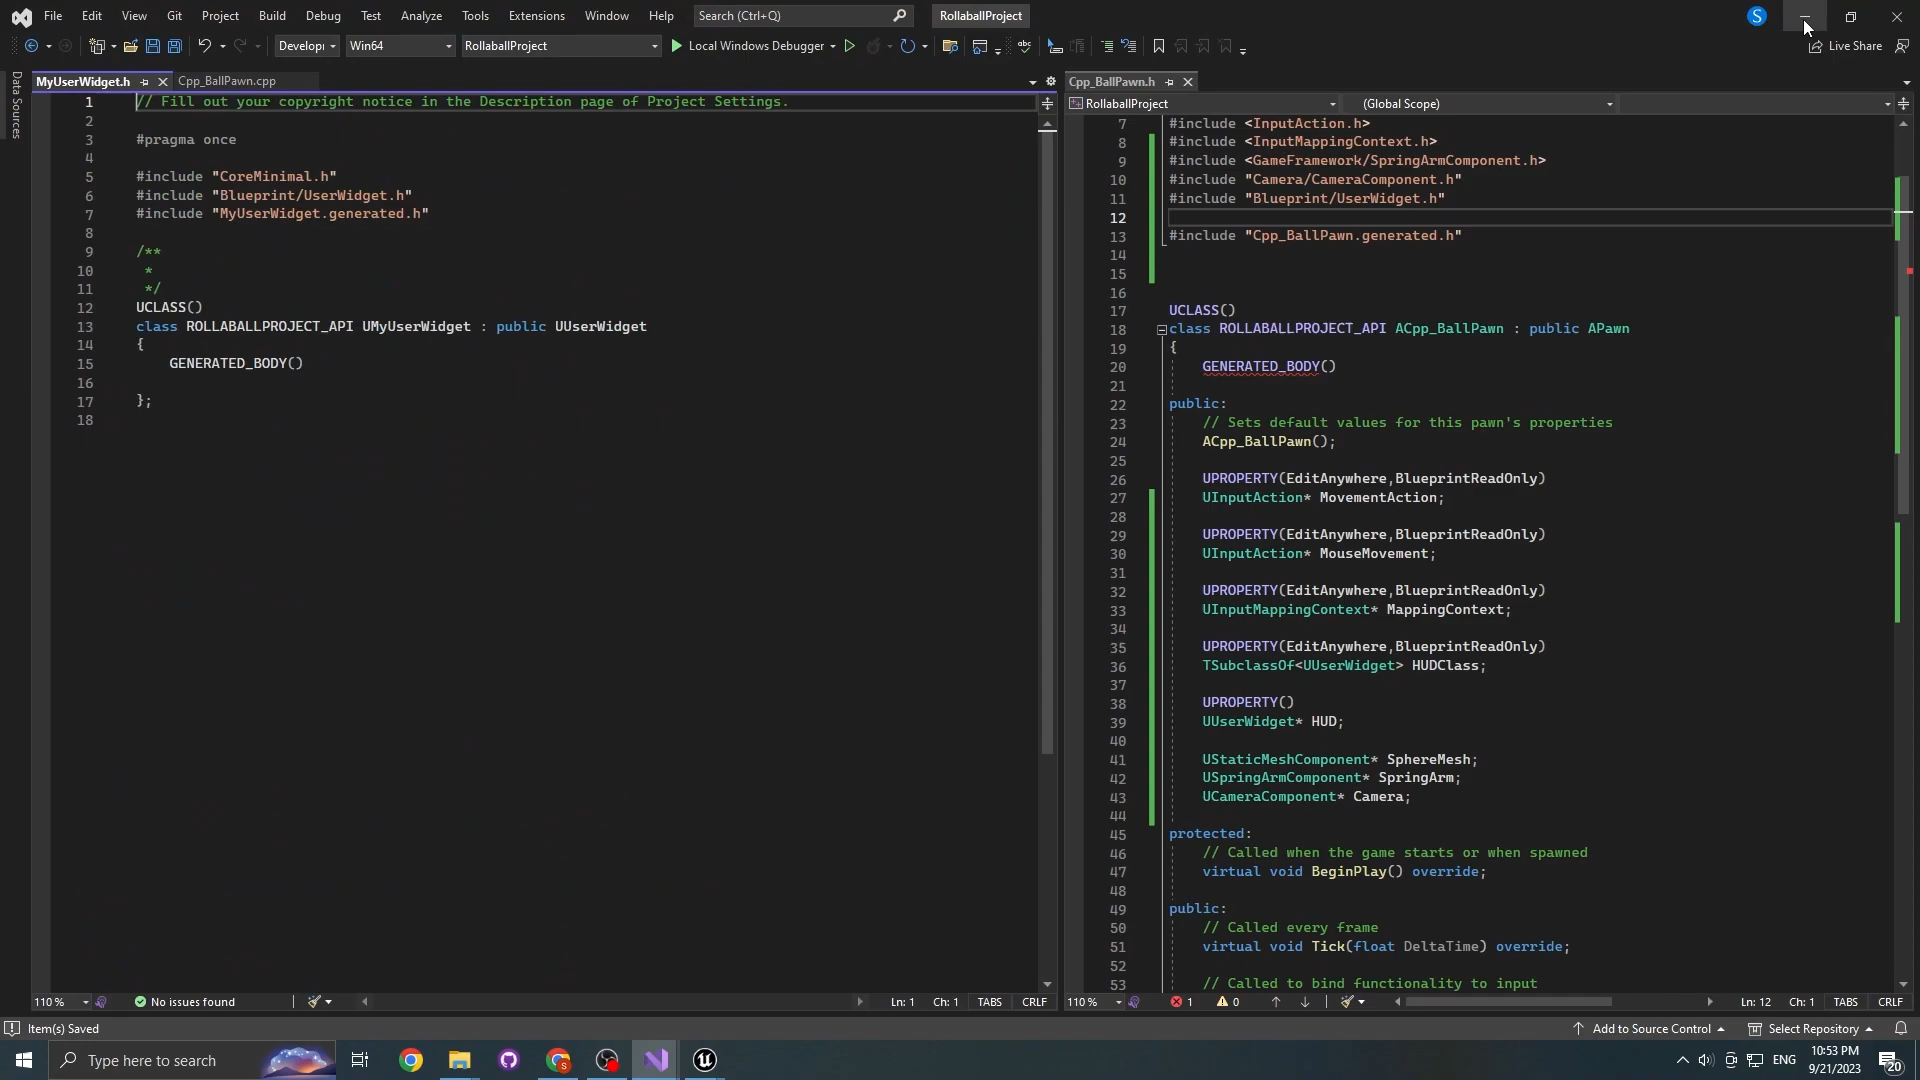 File Edit View Git Project Build Debug Test Analyze Tools Extensions Window Help Search (Ctrl+Q) RollaballProject S
Develop Win64 RollaballProject Local Windows Debugger Live Share
Data Sources
MyUserWidget.h Cpp_BallPawn.cpp
1 // Fill out your copyright notice in the Description page of Project Settings.
2
3 #pragma once
4
5 #include "CoreMinimal.h"
6 #include "Blueprint/UserWidget.h"
7 #include "MyUserWidget.generated.h"
8
9 /**
10 *
11 */
12 UCLASS()
13 class ROLLABALLPROJECT_API UMyUserWidget : public UUserWidget
14 {
15 GENERATED_BODY()
16
17 };
18
110 % No issues found Ln: 1 Ch: 1 TABS CRLF
Cpp_BallPawn.h
RollaballProject (Global Scope)
7 #include <InputAction.h>
8 #include <InputMappingContext.h>
9 #include <GameFramework/SpringArmComponent.h>
10 #include "Camera/CameraComponent.h"
11 #include "Blueprint/UserWidget.h"
12
13 #include "Cpp_BallPawn.generated.h"
14
15
16
17 UCLASS()
18 class ROLLABALLPROJECT_API ACpp_BallPawn : public APawn
19 {
20 GENERATED_BODY()
21
22 public:
23 // Sets default values for this pawn's properties
24 ACpp_BallPawn();
25
26 UPROPERTY(EditAnywhere,BlueprintReadOnly)
27 UInputAction* MovementAction;
28
29 UPROPERTY(EditAnywhere,BlueprintReadOnly)
30 UInputAction* MouseMovement;
31
32 UPROPERTY(EditAnywhere,BlueprintReadOnly)
33 UInputMappingContext* MappingContext;
34
35 UPROPERTY(EditAnywhere,BlueprintReadOnly)
36 TSubclassOf<UUserWidget> HUDClass;
37
38 UPROPERTY()
39 UUserWidget* HUD;
40
41 UStaticMeshComponent* SphereMesh;
42 USpringArmComponent* SpringArm;
43 UCameraComponent* Camera;
44
45 protected:
46 // Called when the game starts or when spawned
47 virtual void BeginPlay() override;
48
49 public:
50 // Called every frame
51 virtual void Tick(float DeltaTime) override;
52
53 // Called to bind functionality to input
110 % 1 0 Ln: 12 Ch: 1 TABS CRLF
Item(s) Saved Add to Source Control Select Repository
Type here to search ENG 10:53 PM
9/21/2023 20